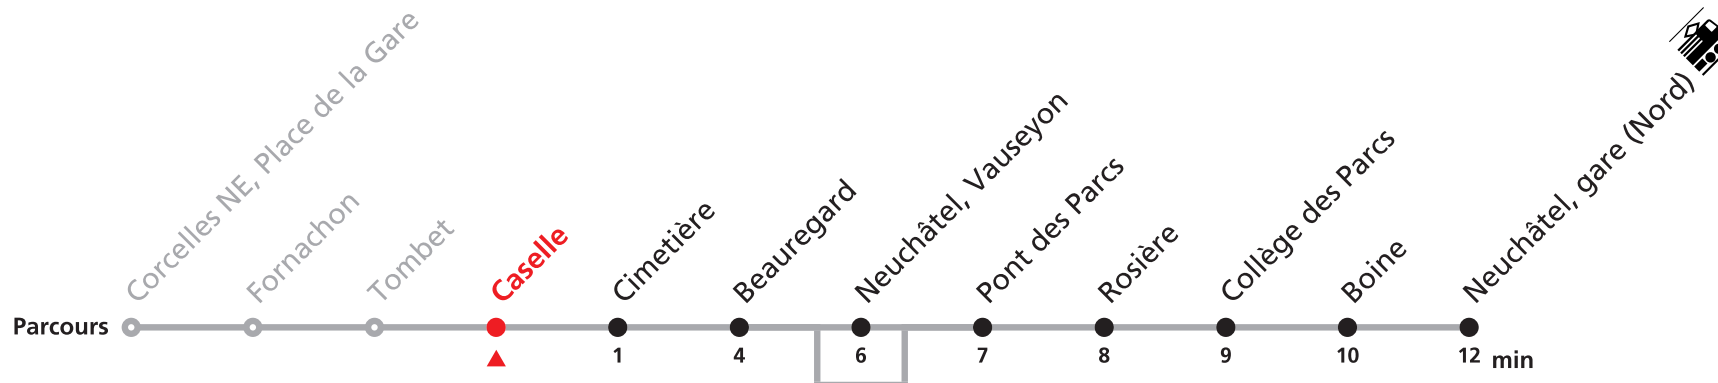 Corcelles NE, Place de la Gare
Fornachon
Tombet
Caselle
Cimetière
Beauregard
Neuchâtel, Vauseyon
Pont des Parcs
Rosière
Collège des Parcs
Boine
Neuchâtel, gare (Nord)
Parcours
1 4 6 7 8 9 10 12 min